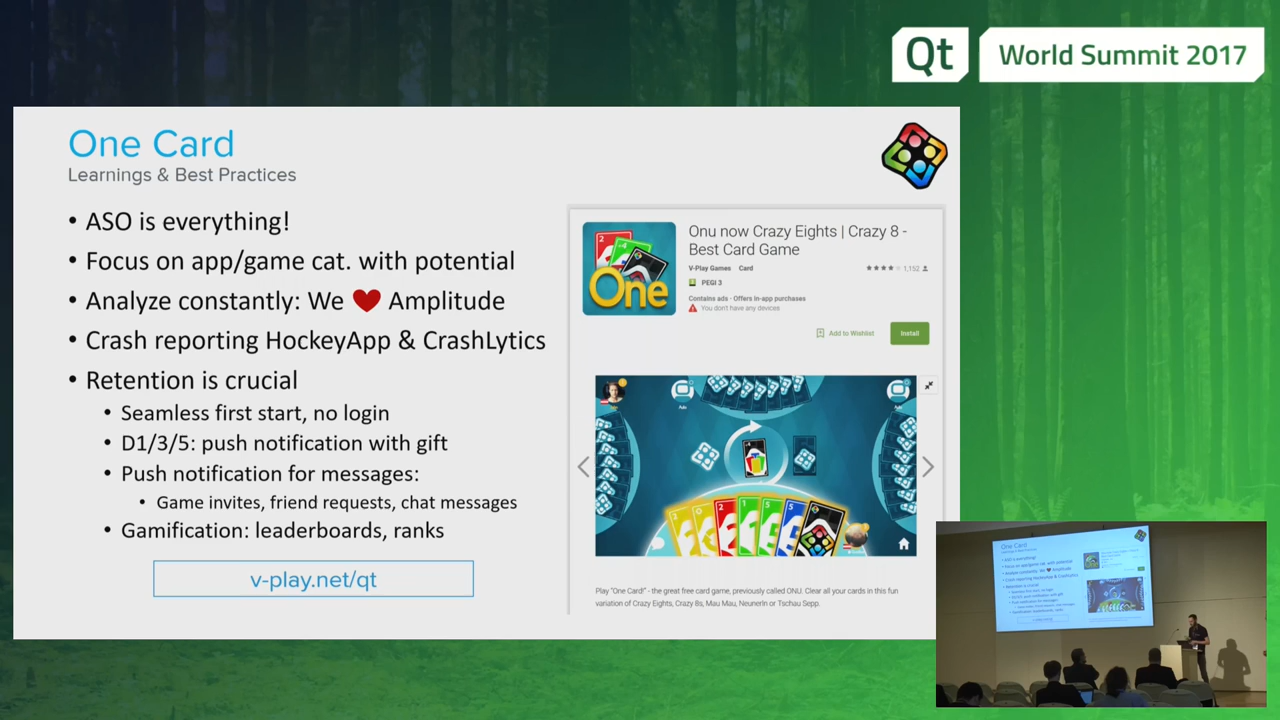 Qt World Summit 2017
One Card
Learnings & Best Practices
• ASO is everything!
• Focus on app/game cat. with potential
• Analyze constantly: We ❤ Amplitude
• Crash reporting HockeyApp & CrashLytics
• Retention is crucial
• Seamless first start, no login
• D1/3/5: push notification with gift
• Push notification for messages:
• Game invites, friend requests, chat messages
• Gamification: leaderboards, ranks
v-play.net/qt
Onu now Crazy Eights | Crazy 8 -
Best Card Game
V-Play Games Card
1,152
PEGI 3
Contains ads · Offers in-app purchases
You don't have any devices
Add to Wishlist
Install
One
Play "One Card!" - the great free card game, previously called ONU. Clear all your cards in this fun
variation of Crazy Eights, Crazy 8s, Mau Mau, NeunerIn or Tschau Sepp.